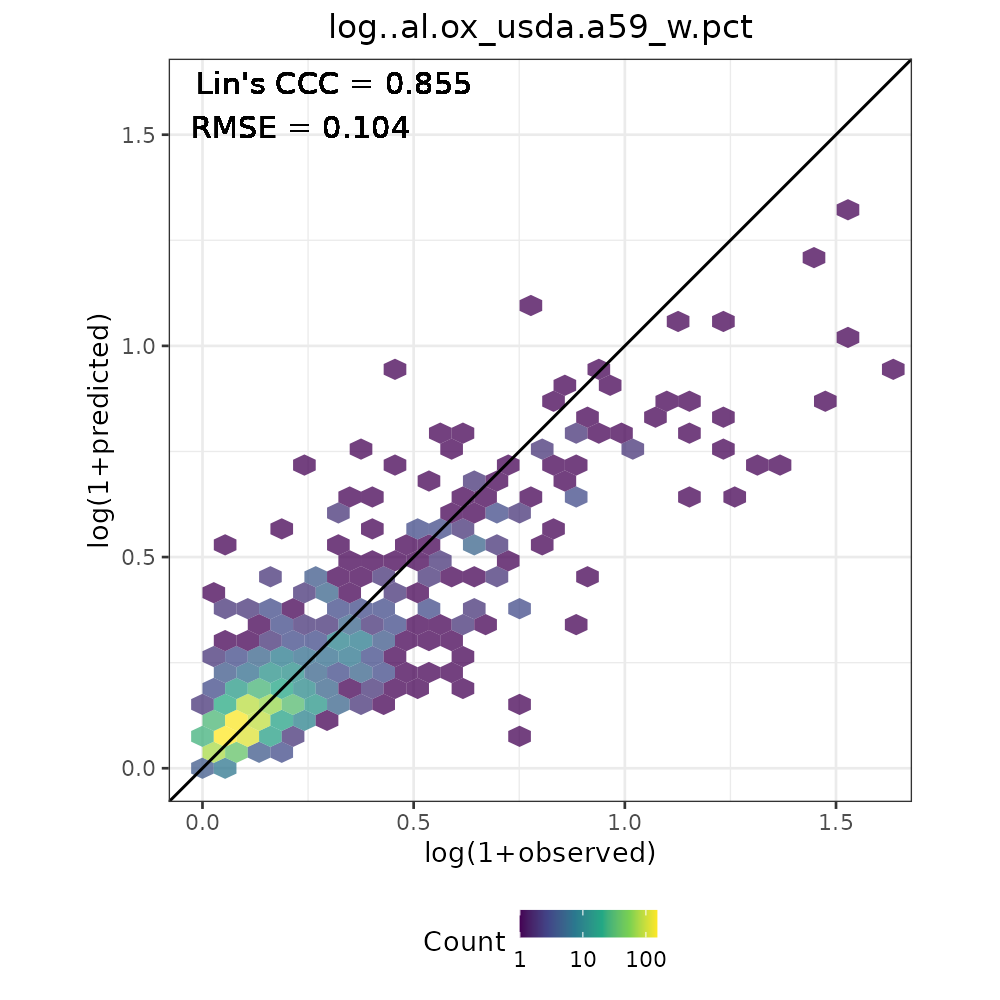 log..al.ox_usda.a59_w.pct
Lin's CCC = 0.855
RMSE = 0.104
1.5
1.0
0.5
0.0
log(1+predicted)
0.0 0.5 1.0 1.5
log(1+observed)
Count
1 10 100